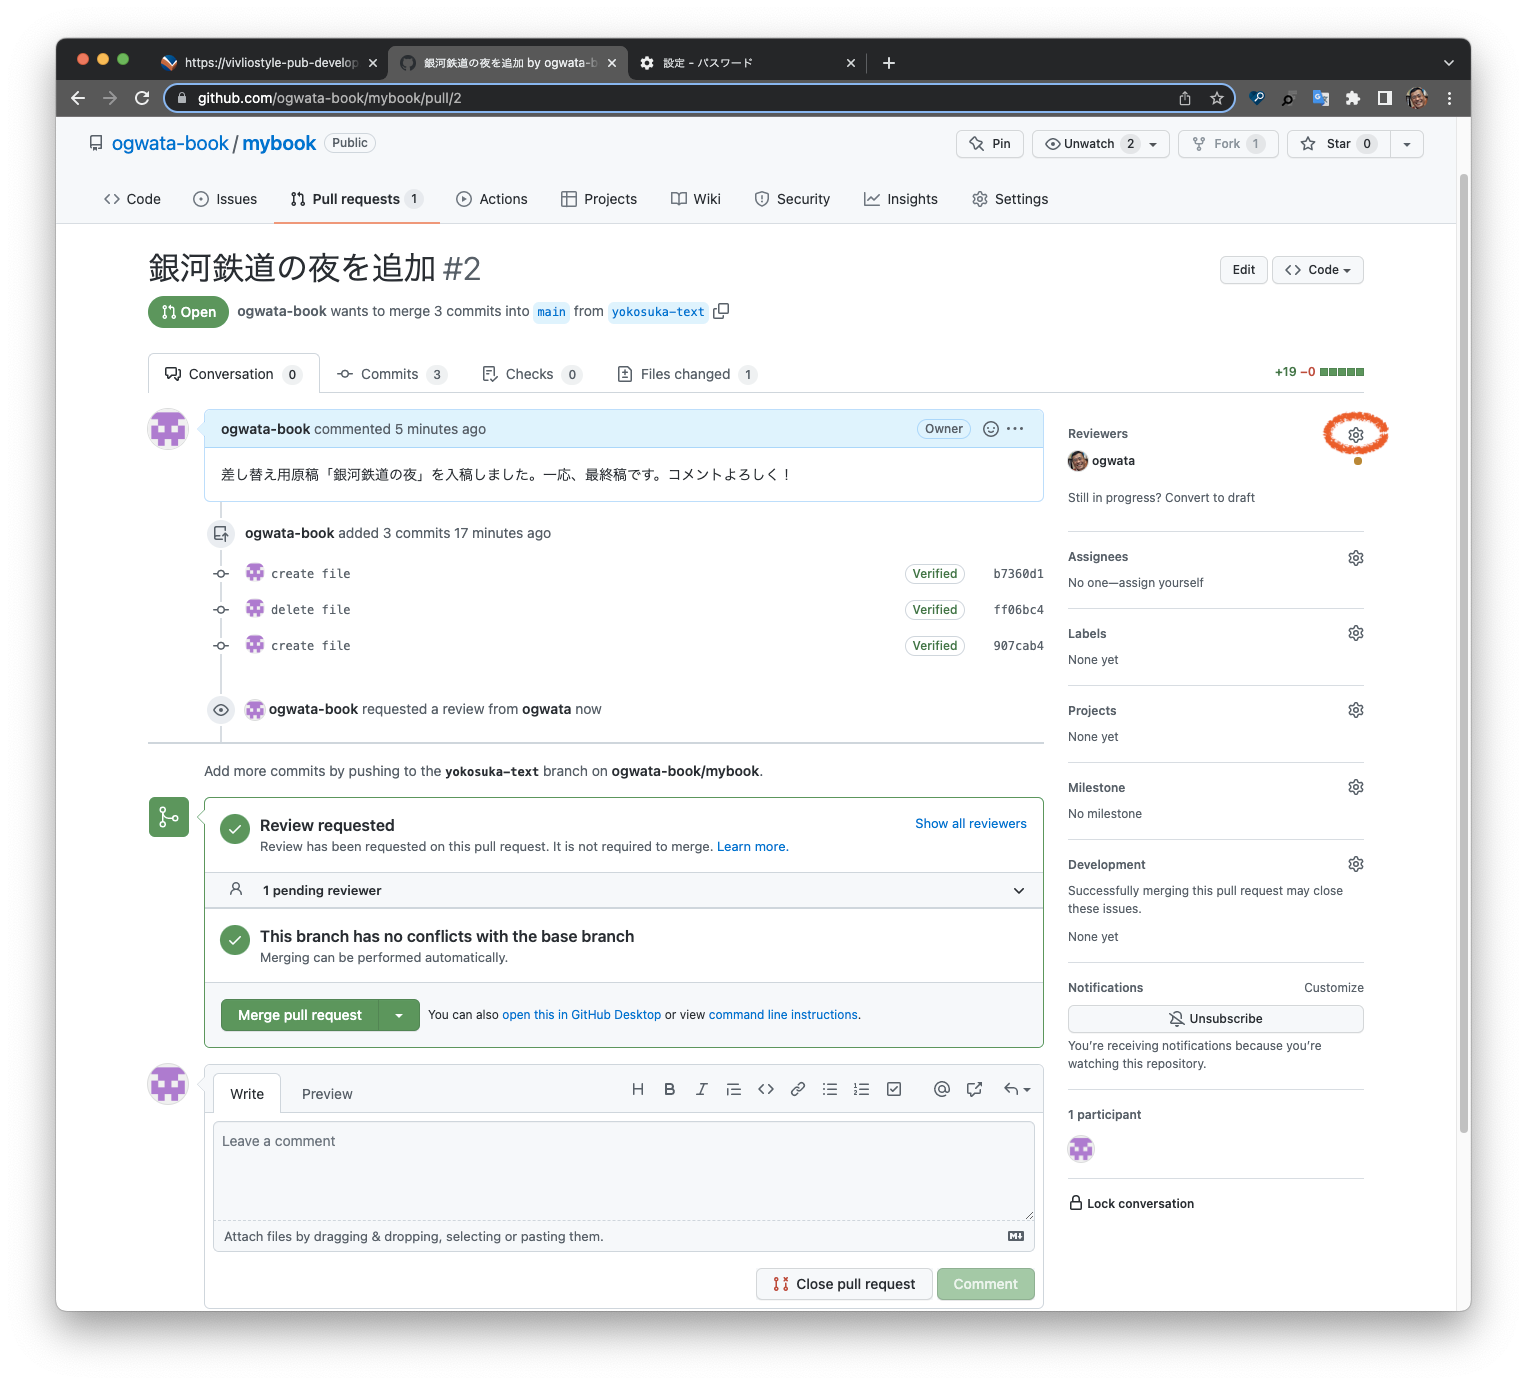 https://vivliostyle-pub-develop
銀河鉄道の夜を追加 by ogwata-b
設定 - パスワード
github.com/ogwata-book/mybook/pull/2
ogwata-book / mybook Public
Pin
Unwatch 2
Fork 1
Star 0
Code
Issues
Pull requests 1
Actions
Projects
Wiki
Security
Insights
Settings
銀河鉄道の夜を追加 #2
Edit
Code
Open
ogwata-book wants to merge 3 commits into main from yokosuka-text
Conversation 0
Commits 3
Checks 0
Files changed 1
+19 −0
ogwata-book commented 5 minutes ago
Owner
差し替え用原稿「銀河鉄道の夜」を入稿しました。一応、最終稿です。コメントよろしく！
ogwata-book added 3 commits 17 minutes ago
create file Verified b7360d1
delete file Verified ff06bc4
create file Verified 907cab4
ogwata-book requested a review from ogwata now
Add more commits by pushing to the yokosuka-text branch on ogwata-book/mybook.
Review requested
Show all reviewers
Review has been requested on this pull request. It is not required to merge. Learn more.
1 pending reviewer
This branch has no conflicts with the base branch
Merging can be performed automatically.
Merge pull request
You can also open this in GitHub Desktop or view command line instructions.
Write
Preview
H B I
Leave a comment
Attach files by dragging & dropping, selecting or pasting them.
Close pull request
Comment
Reviewers
ogwata
Still in progress? Convert to draft
Assignees
No one—assign yourself
Labels
None yet
Projects
None yet
Milestone
No milestone
Development
Successfully merging this pull request may close
these issues.
None yet
Notifications
Customize
Unsubscribe
You're receiving notifications because you're
watching this repository.
1 participant
Lock conversation